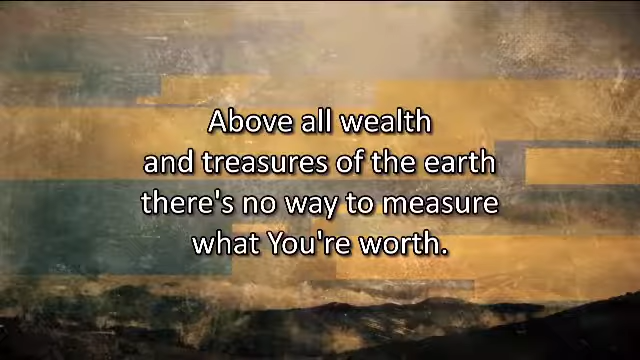 Above all wealth
and treasures of the earth
there's no way to measure
what You're worth.